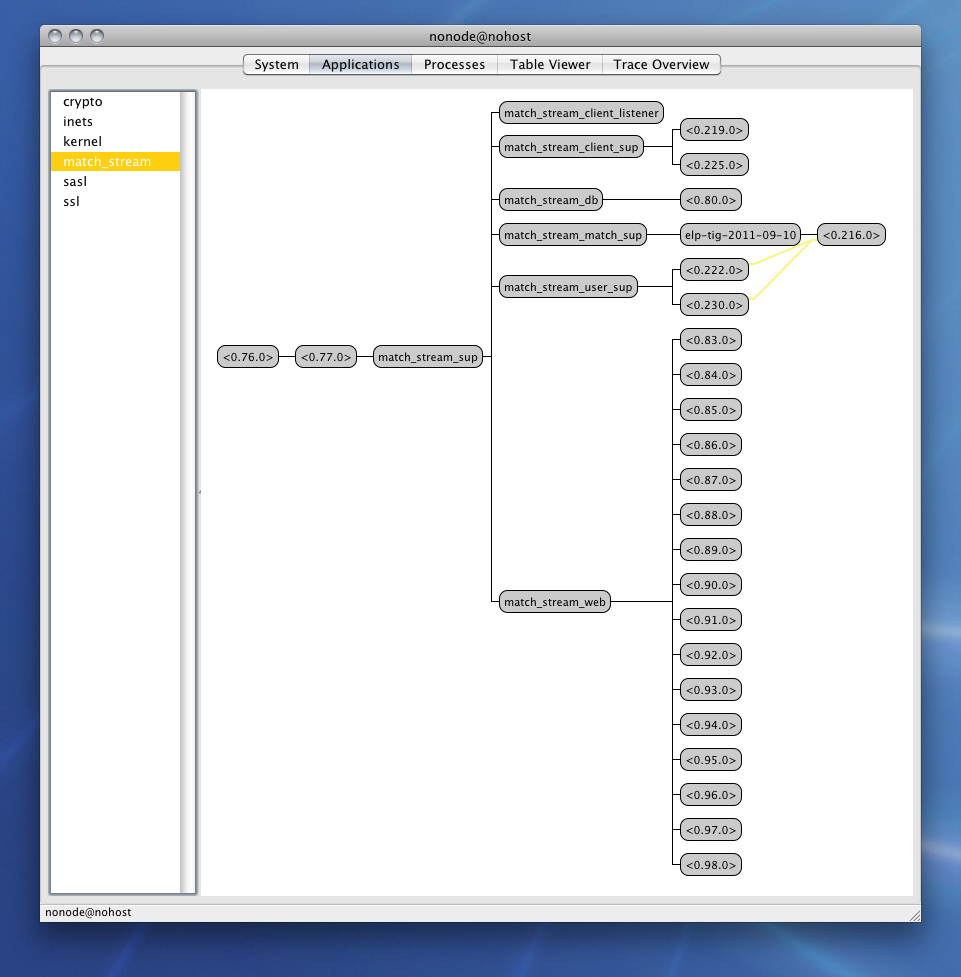 nonode@nohost
System Applications Processes Table Viewer Trace Overview
crypto
inets
kernel
match_stream
sasl
ssl
<0.76.0>
<0.77.0>
match_stream_sup
match_stream_client_listener
match_stream_client_sup
<0.219.0>
<0.225.0>
match_stream_db
<0.80.0>
match_stream_match_sup
elp-tig-2011-09-10
<0.216.0>
match_stream_user_sup
<0.222.0>
<0.230.0>
match_stream_web
<0.83.0>
<0.84.0>
<0.85.0>
<0.86.0>
<0.87.0>
<0.88.0>
<0.89.0>
<0.90.0>
<0.91.0>
<0.92.0>
<0.93.0>
<0.94.0>
<0.95.0>
<0.96.0>
<0.97.0>
<0.98.0>
nonode@nohost